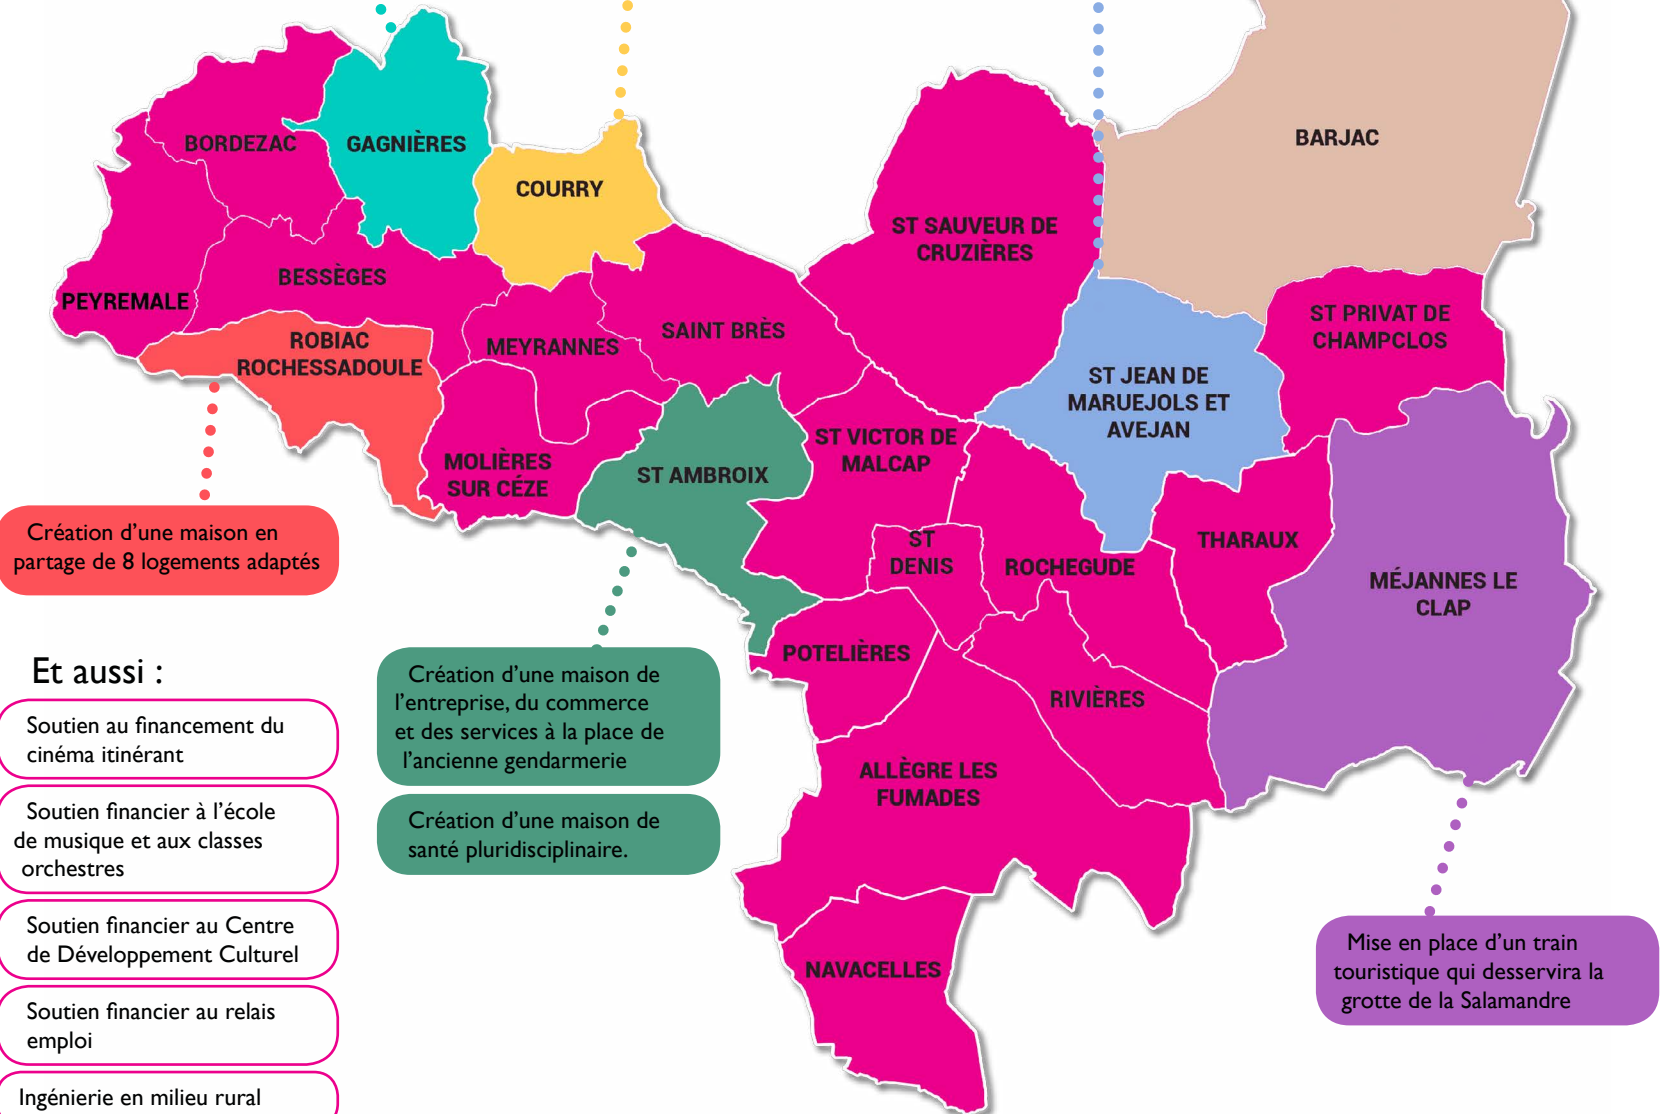 BORDEZAC
GAGNIÈRES
COURRY
BARJAC
ST SAUVEUR DE
CRUZIÈRES
PEYREMALE
BESSÈGES
ROBIAC
ROCHESSADOULE
MEYRANNES
SAINT BRÈS
ST PRIVAT DE
CHAMPCLOS
ST JEAN DE
MARUEJOLS ET
AVEJAN
MOLIÈRES
SUR CÉZE
ST AMBROIX
ST VICTOR DE
MALCAP
ST
DENIS
ROCHEGUDE
THARAUX
MÉJANNES LE
CLAP
POTELIÈRES
RIVIÈRES
ALLÈGRE LES
FUMADES
NAVACELLES
Création d’une maison en
partage de 8 logements adaptés
Et aussi :
Soutien au financement du
cinéma itinérant
Soutien financier à l’école
de musique et aux classes
orchestres
Soutien financier au Centre
de Développement Culturel
Soutien financier au relais
emploi
Ingénierie en milieu rural
Création d’une maison de
l’entreprise, du commerce
et des services à la place de
l’ancienne gendarmerie
Création d’une maison de
santé pluridisciplinaire.
Mise en place d’un train
touristique qui desservira la
grotte de la Salamandre